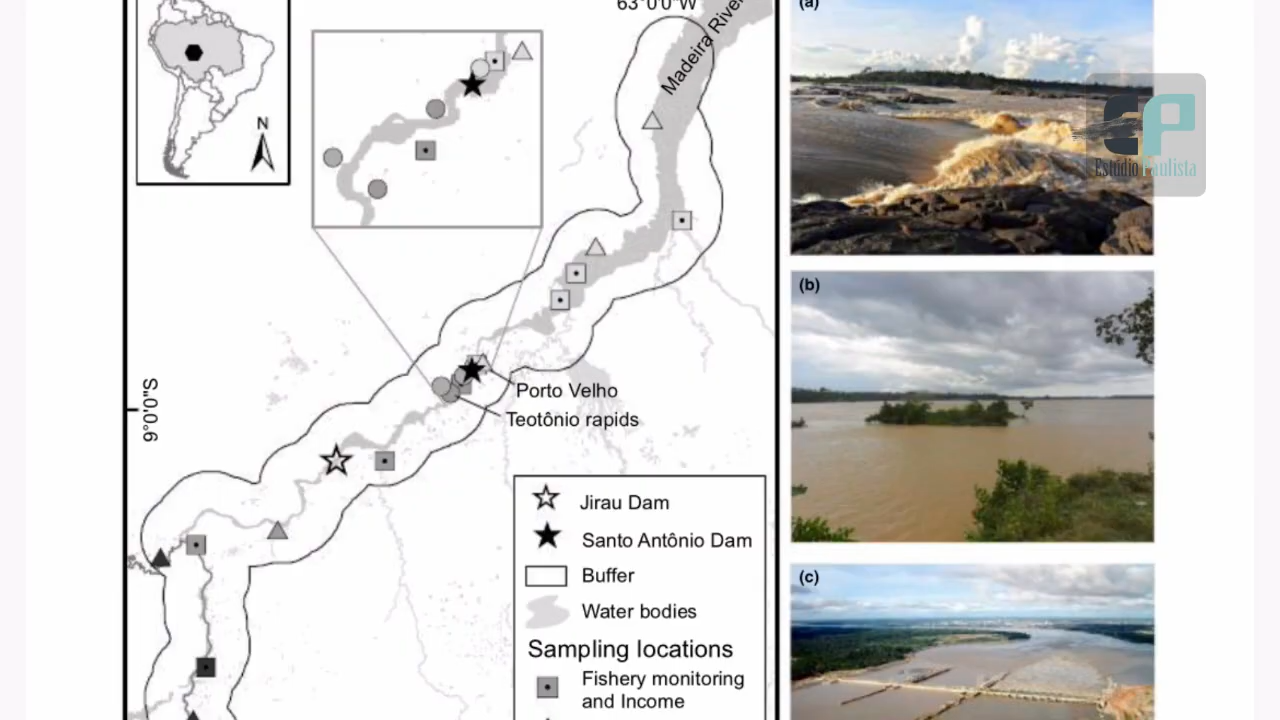 63°0'0"W
Madeira River
N
9°0'0"S
Porto Velho
Teotônio rapids
Jirau Dam
Santo Antônio Dam
Buffer
Water bodies
Sampling locations
Fishery monitoring
and Income
(a)
EP
Estúdio Paulista
(b)
(c)